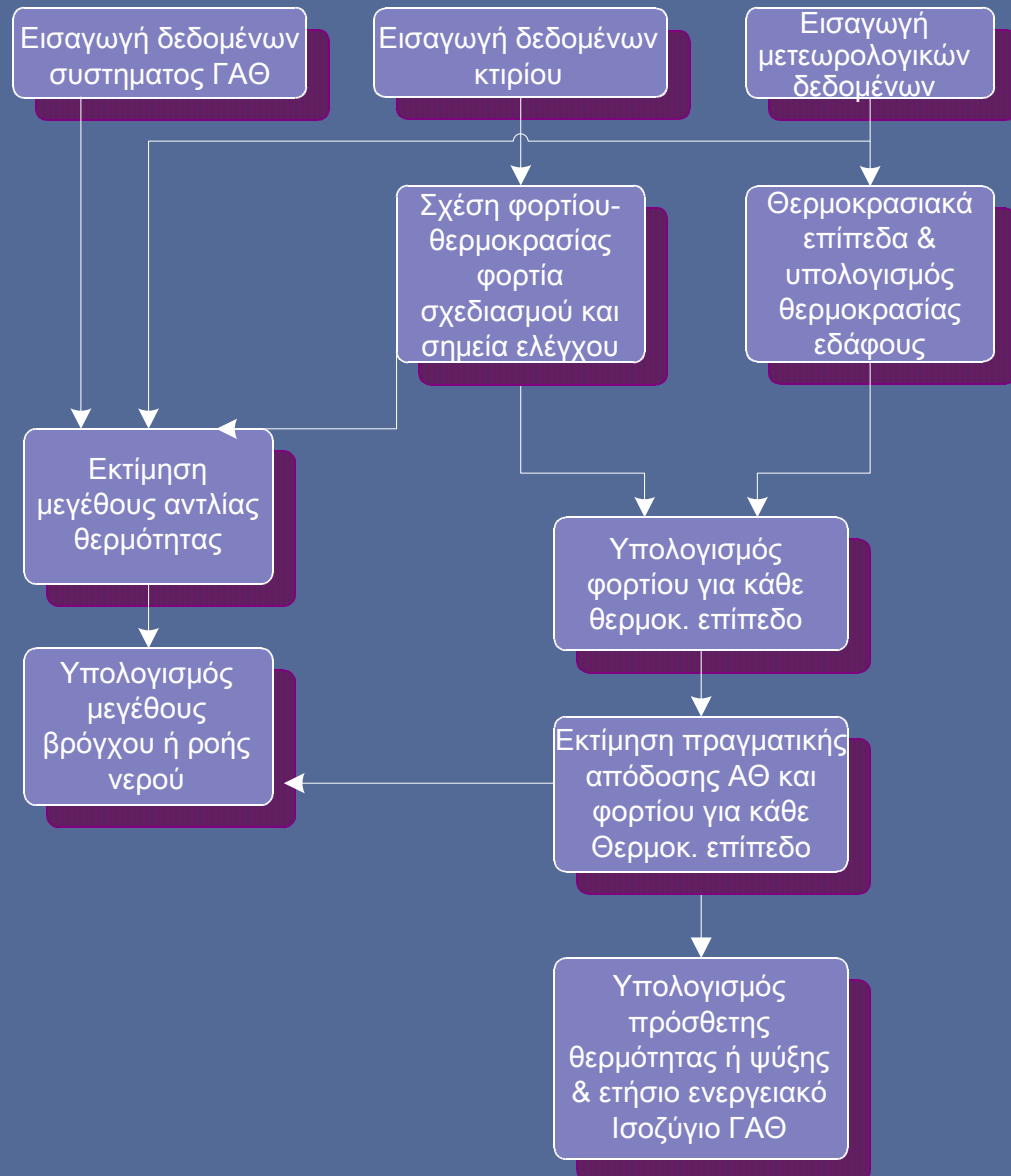 Εισαγωγή δεδομένων
συστηματος ΓΑΘ
Εισαγωγή δεδομένων
κτιρίου
Εισαγωγή
μετεωρολογικών
δεδομένων
Σχέση φορτίου-
θερμοκρασίας
φορτία
σχεδιασμού και
σημεία ελέγχου
Θερμοκρασιακά
επίπεδα &
υπολογισμός
θερμοκρασίας
εδάφους
Εκτίμηση
μεγέθους αντλίας
θερμότητας
Υπολογισμός
φορτίου για κάθε
θερμοκ. επίπεδο
Υπολογισμός
μεγέθους
βρόγχου ή ροής
νερού
Εκτίμηση πραγματικής
απόδοσης ΑΘ και
φορτίου για κάθε
Θερμοκ. επίπεδο
Υπολογισμός
πρόσθετης
θερμότητας ή ψύξης
& ετήσιο ενεργειακό
Ισοζύγιο ΓΑΘ